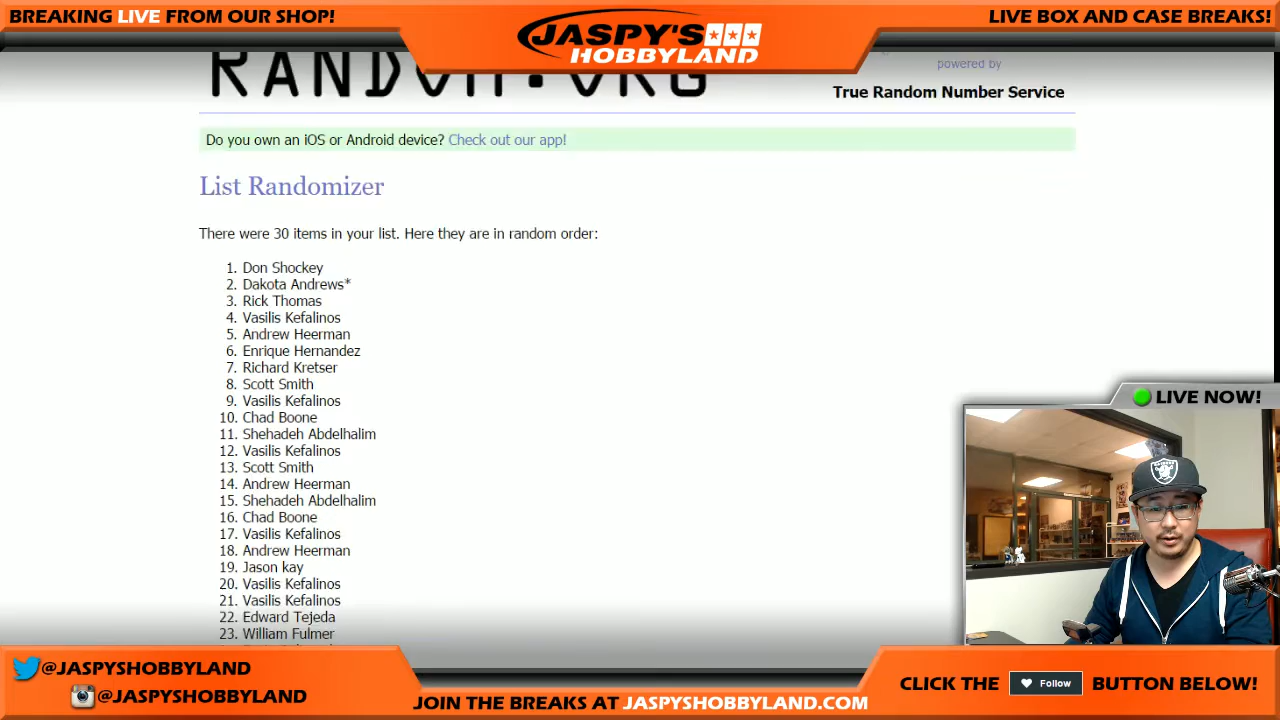 BREAKING LIVE FROM OUR SHOP!
JASPY'S
HOBBYLAND
LIVE BOX AND CASE BREAKS!
RANDOM.ORG
powered by
True Random Number Service
Do you own an iOS or Android device? Check out our app!
List Randomizer
There were 30 items in your list. Here they are in random order:
1. Don Shockey
2. Dakota Andrews*
3. Rick Thomas
4. Vasilis Kefalinos
5. Andrew Heerman
6. Enrique Hernandez
7. Richard Kretser
8. Scott Smith
9. Vasilis Kefalinos
10. Chad Boone
11. Shehadeh Abdelhalim
12. Vasilis Kefalinos
13. Scott Smith
14. Andrew Heerman
15. Shehadeh Abdelhalim
16. Chad Boone
17. Vasilis Kefalinos
18. Andrew Heerman
19. Jason kay
20. Vasilis Kefalinos
21. Vasilis Kefalinos
22. Edward Tejeda
23. William Fulmer
LIVE NOW!
RAIDERS
@JASPYSHOBBYLAND
@JASPYSHOBBYLAND
JOIN THE BREAKS AT JASPYSHOBBYLAND.COM
CLICK THE Follow BUTTON BELOW!